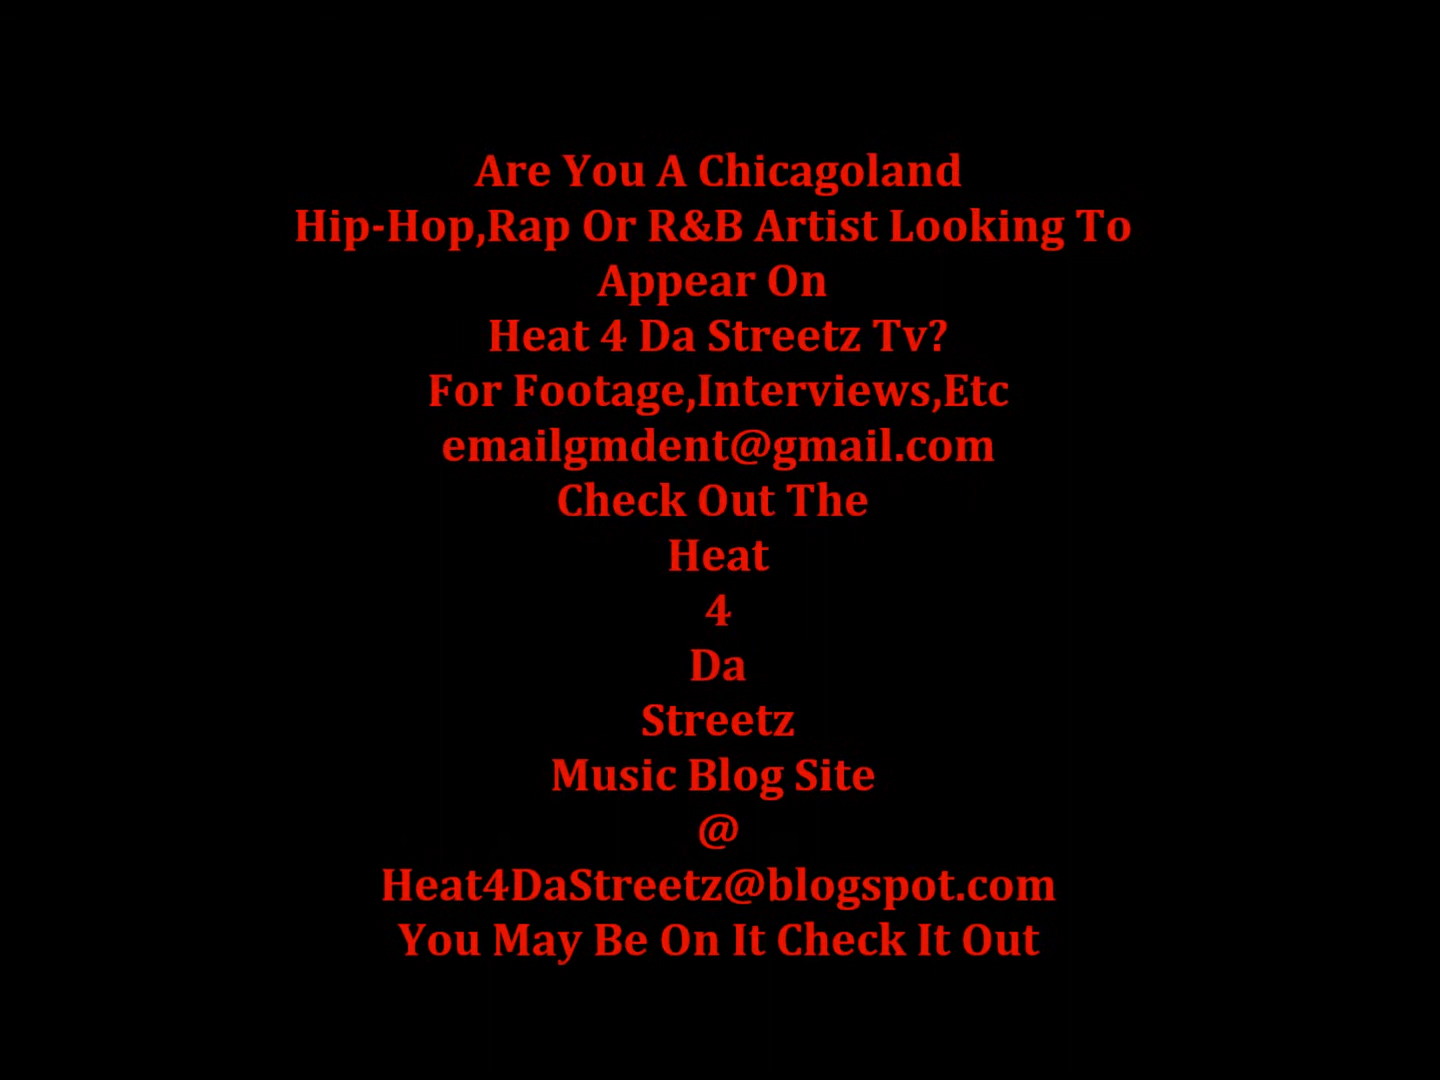 Are You A Chicagoland
Hip-Hop,Rap Or R&B Artist Looking To
Appear On
Heat 4 Da Streetz Tv?
For Footage,Interviews,Etc
emailgmdent@gmail.com
Check Out The
Heat
4
Da
Streetz
Music Blog Site
@
Heat4DaStreetz@blogspot.com
You May Be On It Check It Out